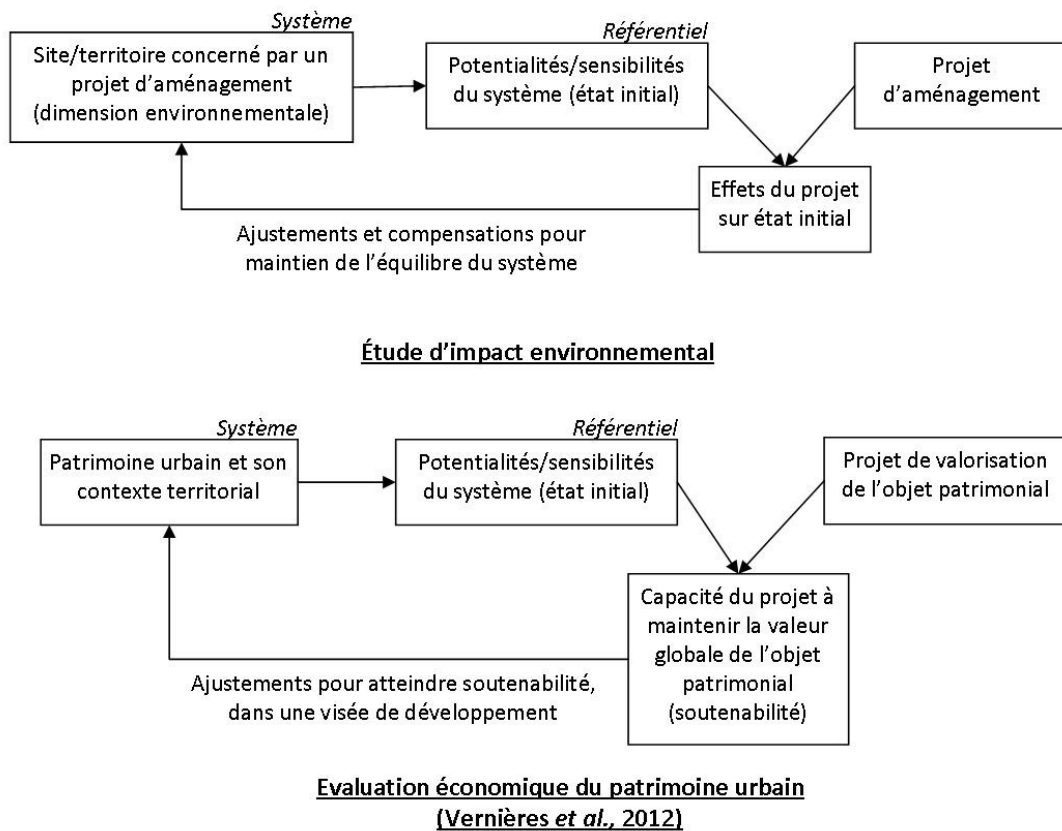 Système
Site/territoire concerné par un
projet d'aménagement
(dimension environnementale)
Référentiel
Potentialités/sensibilités
du système (état initial)
Projet
d'aménagement
Effets du projet
sur état initial
Ajustements et compensations pour
maintien de l'équilibre du système
Étude d'impact environnemental
Système
Patrimoine urbain et son
contexte territorial
Référentiel
Potentialités/sensibilités
du système (état initial)
Projet de valorisation
de l'objet patrimonial
Capacité du projet à
maintenir la valeur
globale de l'objet
patrimonial
(soutenabilité)
Ajustements pour atteindre soutenabilité,
dans une visée de développement
Evaluation économique du patrimoine urbain
(Vernières et al., 2012)